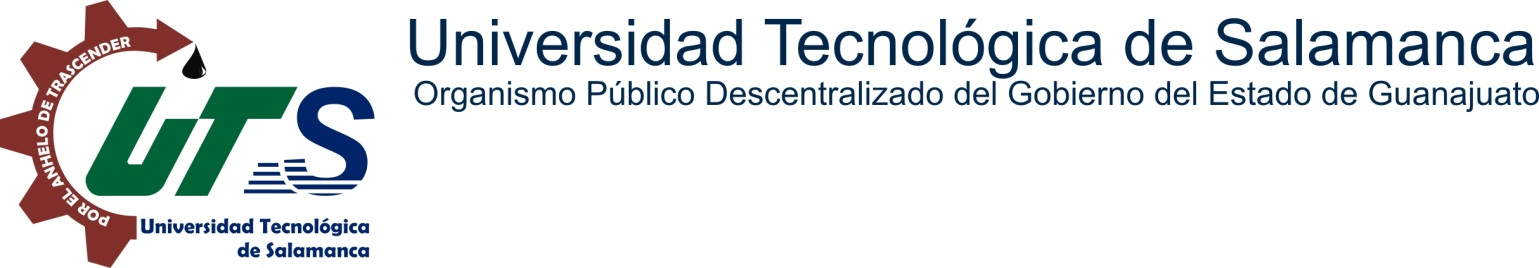 POR EL ANHELO DE TRASCENDER
UTS
Universidad Tecnológica
de Salamanca
Universidad Tecnológica de Salamanca
Organismo Público Descentralizado del Gobierno del Estado de Guanajuato